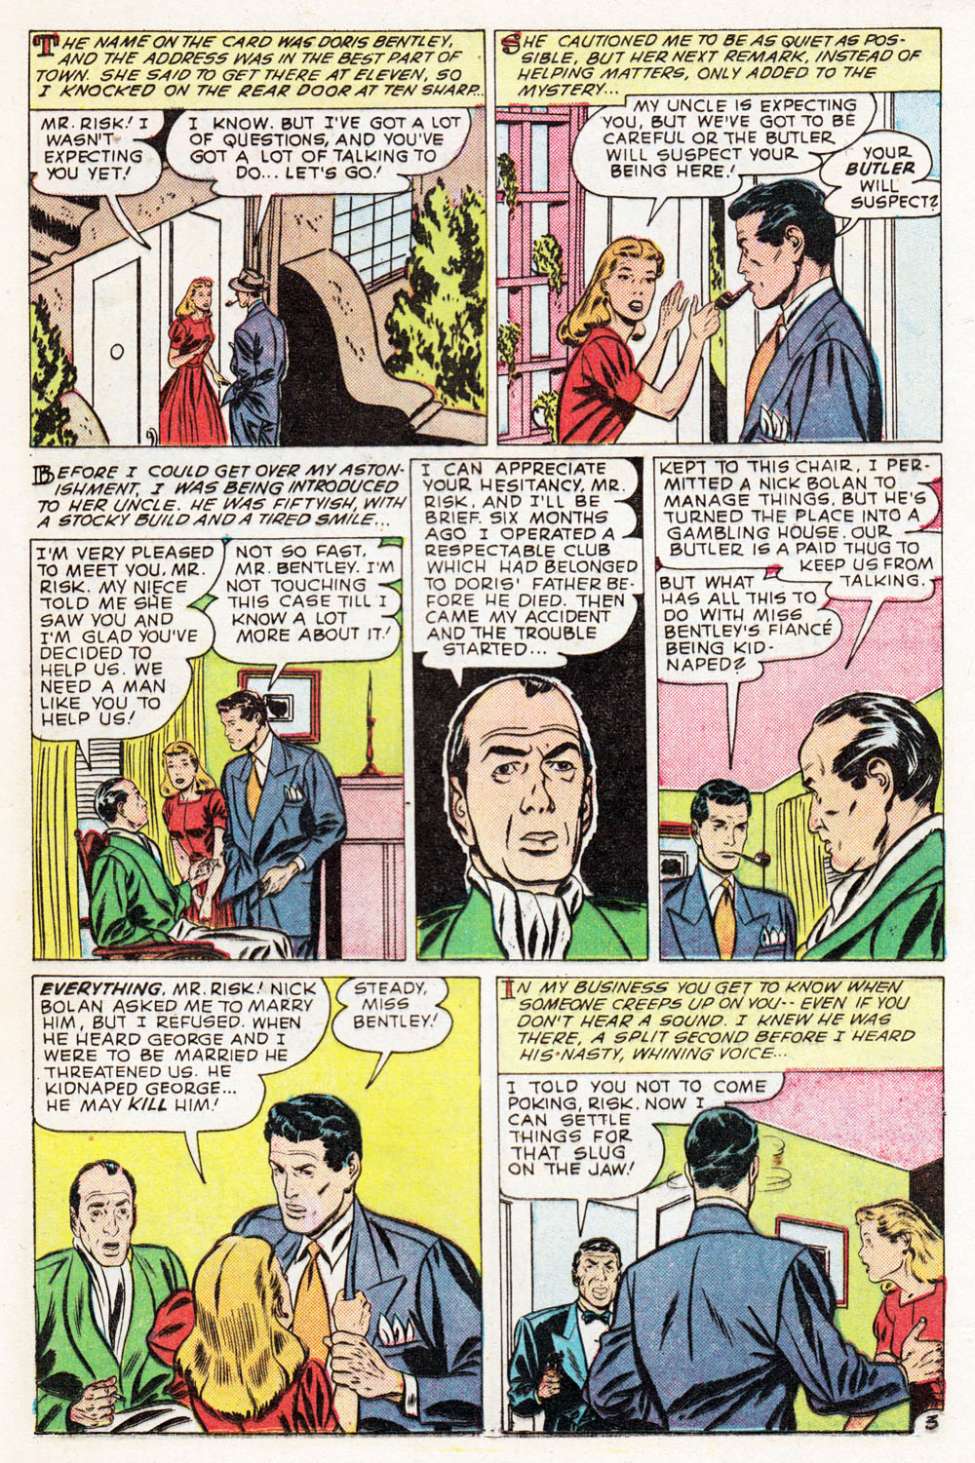 THE NAME ON THE CARD WAS DORIS BENTLEY,
AND THE ADDRESS WAS IN THE BEST PART OF
TOWN. SHE SAID TO GET THERE AT ELEVEN, SO
I KNOCKED ON THE REAR DOOR AT TEN SHARP...
MR. RISK! I
WASN'T
EXPECTING
YOU YET!
I KNOW. BUT I'VE GOT A LOT
OF QUESTIONS, AND YOU'VE
GOT A LOT OF TALKING TO
DO... LET'S GO!
SHE CAUTIONED ME TO BE AS QUIET AS POS-
SIBLE, BUT HER NEXT REMARK, INSTEAD OF
HELPING MATTERS, ONLY ADDED TO THE
MYSTERY...
MY UNCLE IS EXPECTING
YOU, BUT WE'VE GOT TO BE
CAREFUL OR THE BUTLER
WILL SUSPECT YOUR
BEING HERE!
YOUR
BUTLER
WILL
SUSPECT?
BEFORE I COULD GET OVER MY ASTON-
ISHMENT, I WAS BEING INTRODUCED
TO HER UNCLE. HE WAS FIFTYISH, WITH
A STOCKY BUILD AND A TIRED SMILE...
I'M VERY PLEASED
TO MEET YOU, MR.
RISK. MY NIECE
TOLD ME SHE
SAW YOU AND
I'M GLAD YOU'VE
DECIDED TO
HELP US. WE
NEED A MAN
LIKE YOU TO
HELP US!
NOT SO FAST,
MR. BENTLEY. I'M
NOT TOUCHING
THIS CASE TILL I
KNOW A LOT
MORE ABOUT IT!
I CAN APPRECIATE
YOUR HESITANCY, MR.
RISK, AND I'LL BE
BRIEF. SIX MONTHS
AGO I OPERATED A
RESPECTABLE CLUB
WHICH HAD BELONGED
TO DORIS' FATHER BE-
FORE HE DIED. THEN
CAME MY ACCIDENT
AND THE TROUBLE
STARTED...
KEPT TO THIS CHAIR, I PER-
MITTED A NICK BOLAN TO
MANAGE THINGS, BUT HE'S
TURNED THE PLACE INTO A
GAMBLING HOUSE. OUR
BUTLER IS A PAID THUG TO
KEEP US FROM
TALKING.
BUT WHAT
HAS ALL THIS TO
DO WITH MISS
BENTLEY'S FIANCÉ
BEING KID-
NAPED?
EVERYTHING, MR. RISK! NICK
BOLAN ASKED ME TO MARRY
HIM, BUT I REFUSED. WHEN
HE HEARD GEORGE AND I
WERE TO BE MARRIED HE
THREATENED US. HE
KIDNAPED GEORGE...
HE MAY KILL HIM!
STEADY,
MISS
BENTLEY!
IN MY BUSINESS YOU GET TO KNOW WHEN
SOMEONE CREEPS UP ON YOU-- EVEN IF YOU
DON'T HEAR A SOUND. I KNEW HE WAS
THERE, A SPLIT SECOND BEFORE I HEARD
HIS NASTY, WHINING VOICE...
I TOLD YOU NOT TO COME
POKING, RISK. NOW I
CAN SETTLE
THINGS FOR
THAT SLUG
ON THE JAW!
3